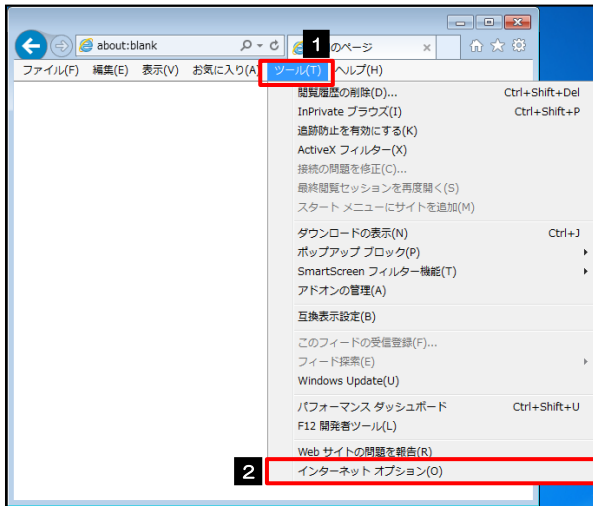 about:blank
1
のページ
ファイル(F) 編集(E) 表示(V) お気に入り(A) ツール(T) ヘルプ(H)
閲覧履歴の削除(D)... Ctrl+Shift+Del
InPrivate ブラウズ(I) Ctrl+Shift+P
追跡防止を有効にする(K)
ActiveX フィルター(X)
接続の問題を修正(C)...
最終閲覧セッションを再度開く(S)
スタート メニューにサイトを追加(M)
ダウンロードの表示(N) Ctrl+J
ポップアップ ブロック(P)
SmartScreen フィルター機能(T)
アドオンの管理(A)
互換表示設定(B)
このフィードの受信登録(F)...
フィード探索(E)
Windows Update(U)
パフォーマンス ダッシュボード Ctrl+Shift+U
F12 開発者ツール(L)
Web サイトの問題を報告(R)
2
インターネット オプション(O)